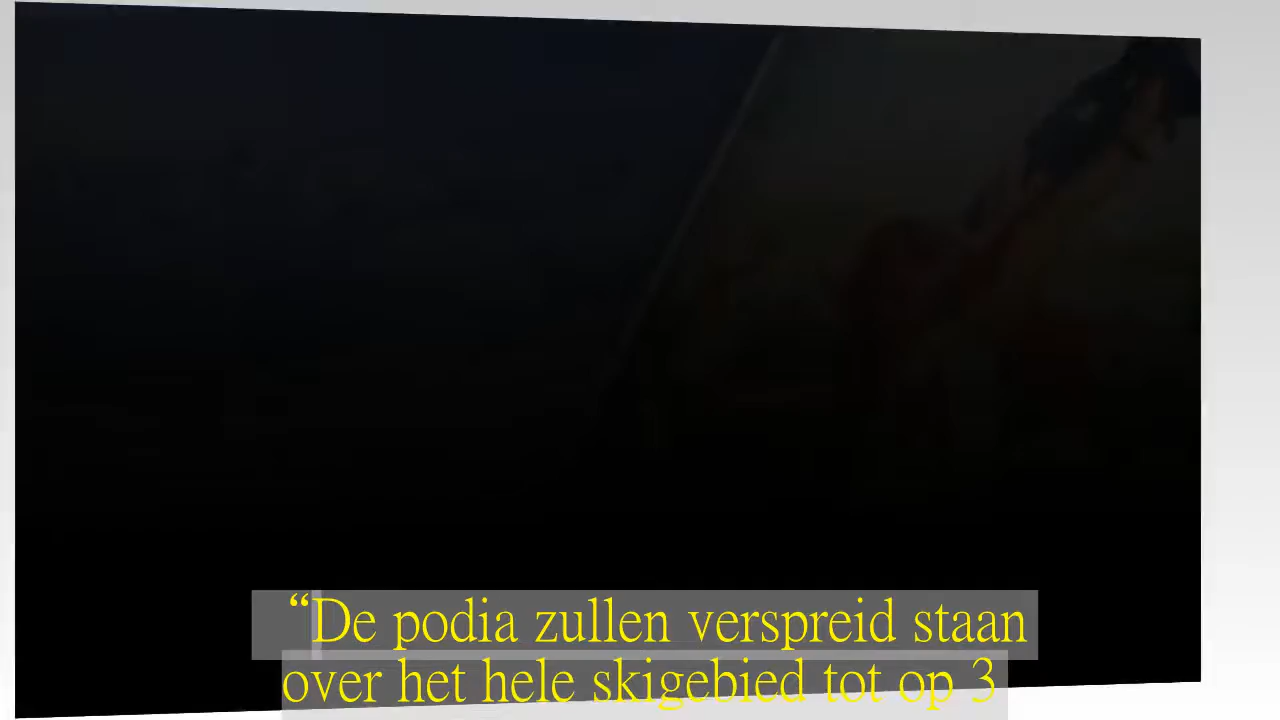 “De podia zullen verspreid staan
over het hele skigebied tot op 3